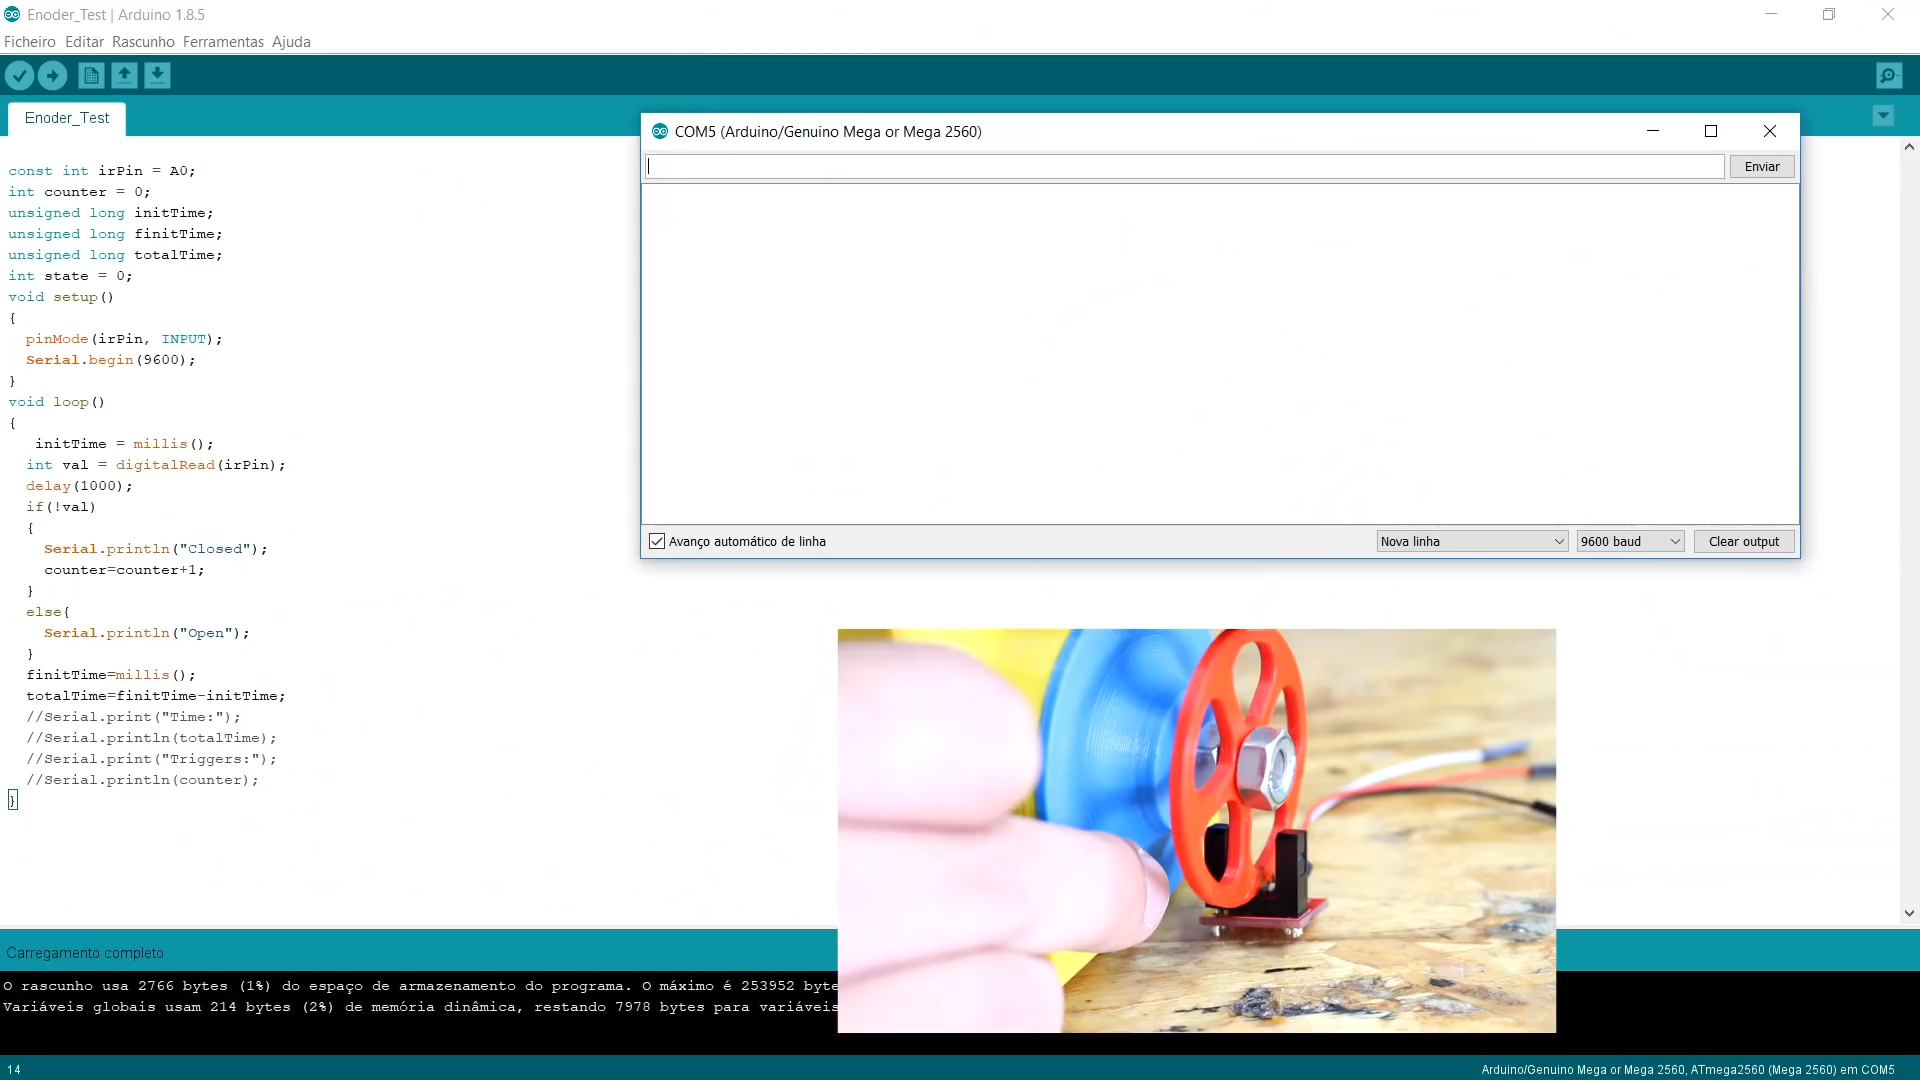 Enoder_Test | Arduino 1.8.5
Ficheiro Editar Rascunho Ferramentas Ajuda
Enoder_Test
const int irPin = A0;
int counter = 0;
unsigned long initTime;
unsigned long finitTime;
unsigned long totalTime;
int state = 0;
void setup()
{
  pinMode(irPin, INPUT);
  Serial.begin(9600);
}
void loop()
{
   initTime = millis();
  int val = digitalRead(irPin);
  delay(1000);
  if(!val)
  {
    Serial.println("Closed");
    counter=counter+1;
  }
  else{
    Serial.println("Open");
  }
  finitTime=millis();
  totalTime=finitTime-initTime;
  //Serial.print("Time:");
  //Serial.println(totalTime);
  //Serial.print("Triggers:");
  //Serial.println(counter);
}
COM5 (Arduino/Genuino Mega or Mega 2560)
Enviar
Avanço automático de linha
Nova linha
9600 baud
Clear output
Carregamento completo
O rascunho usa 2766 bytes (1%) do espaço de armazenamento do programa. O máximo é 253952 byte
Variáveis globais usam 214 bytes (2%) de memória dinâmica, restando 7978 bytes para variáveis
14
Arduino/Genuino Mega or Mega 2560, ATmega2560 (Mega 2560) em COM5